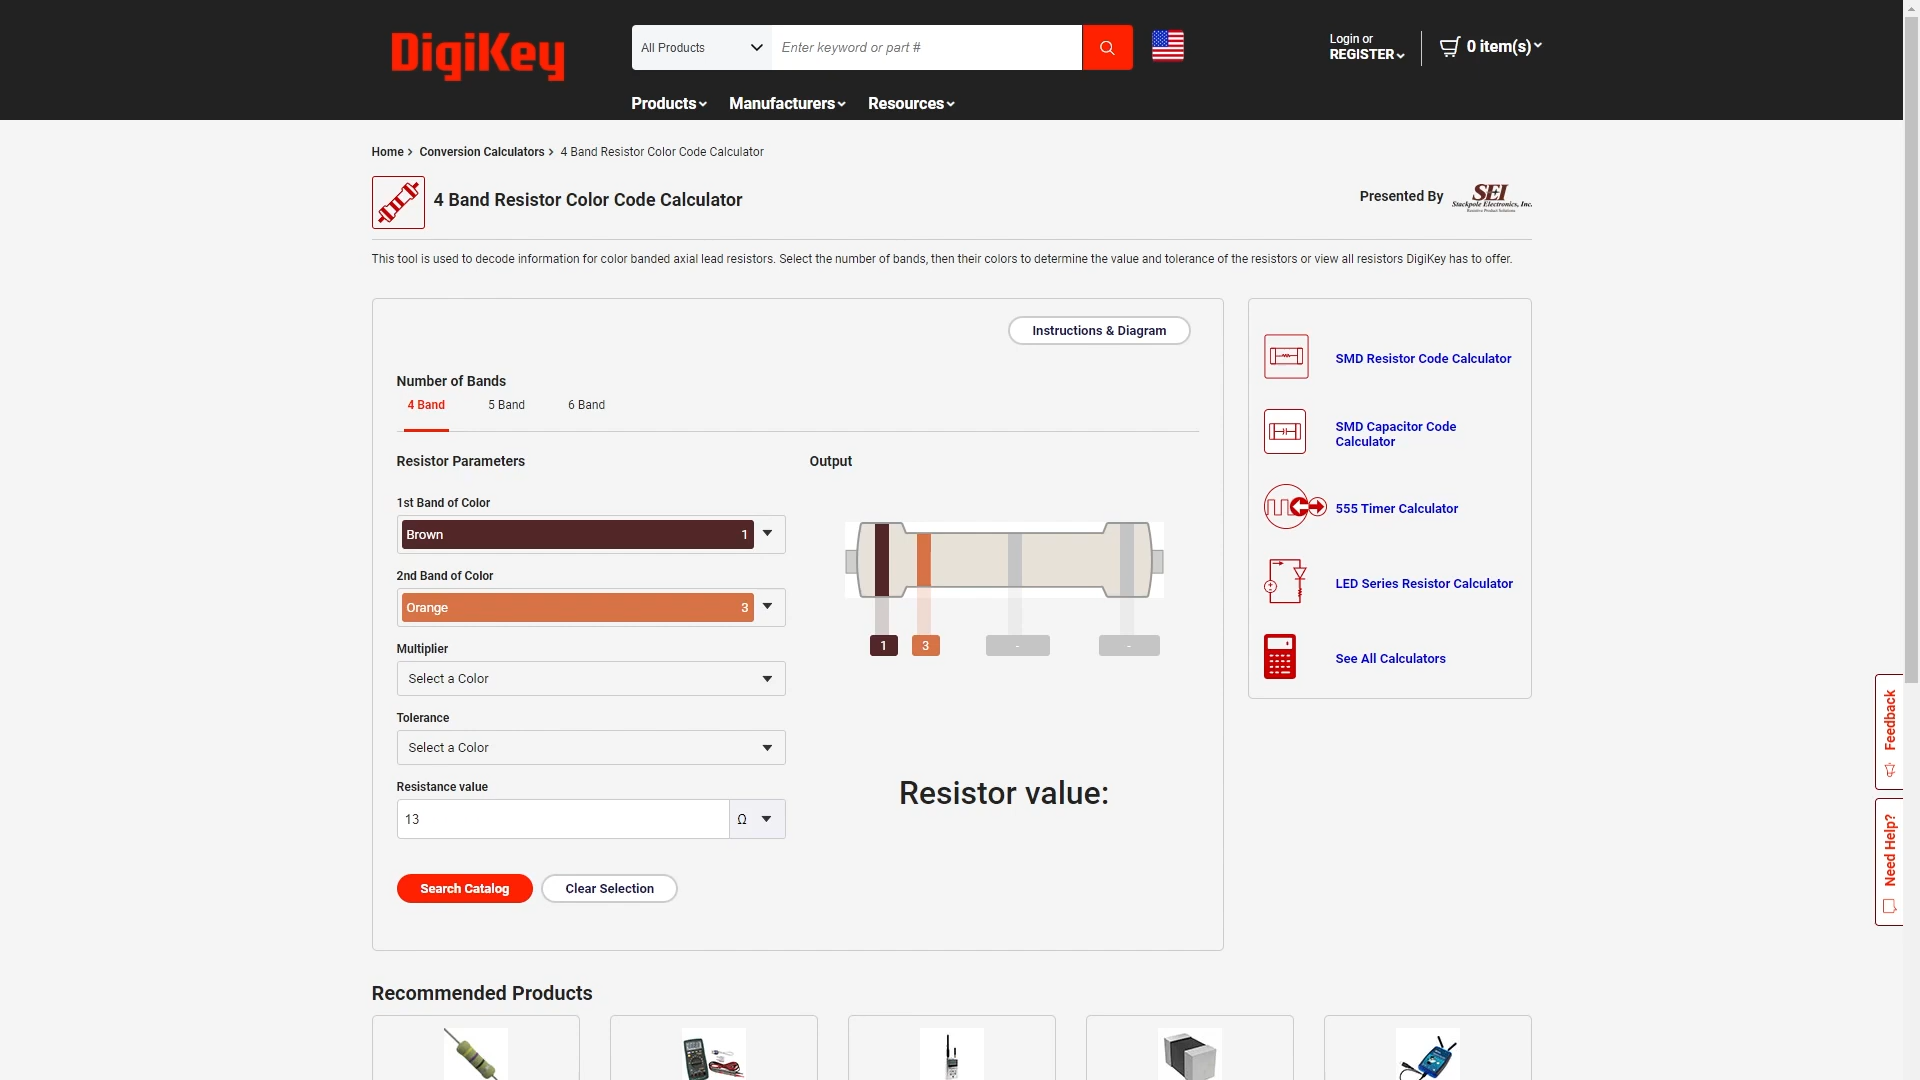 DigiKey
All Products
Enter keyword or part #
Login or
REGISTER
0 item(s)
Products
Manufacturers
Resources
Home
Conversion Calculators
4 Band Resistor Color Code Calculator
4 Band Resistor Color Code Calculator
Presented By
SEI
Stackpole Electronics, Inc.
Resistive Product Solutions
This tool is used to decode information for color banded axial lead resistors. Select the number of bands, then their colors to determine the value and tolerance of the resistors or view all resistors DigiKey has to offer.
Instructions & Diagram
Number of Bands
4 Band
5 Band
6 Band
Resistor Parameters
1st Band of Color
Brown 1
2nd Band of Color
Orange 3
Multiplier
Select a Color
Tolerance
Select a Color
Resistance value
13 Ω
Search Catalog
Clear Selection
Output
1
3
-
-
Resistor value:
SMD Resistor Code Calculator
SMD Capacitor Code
Calculator
555 Timer Calculator
LED Series Resistor Calculator
See All Calculators
Feedback
Need Help?
Recommended Products